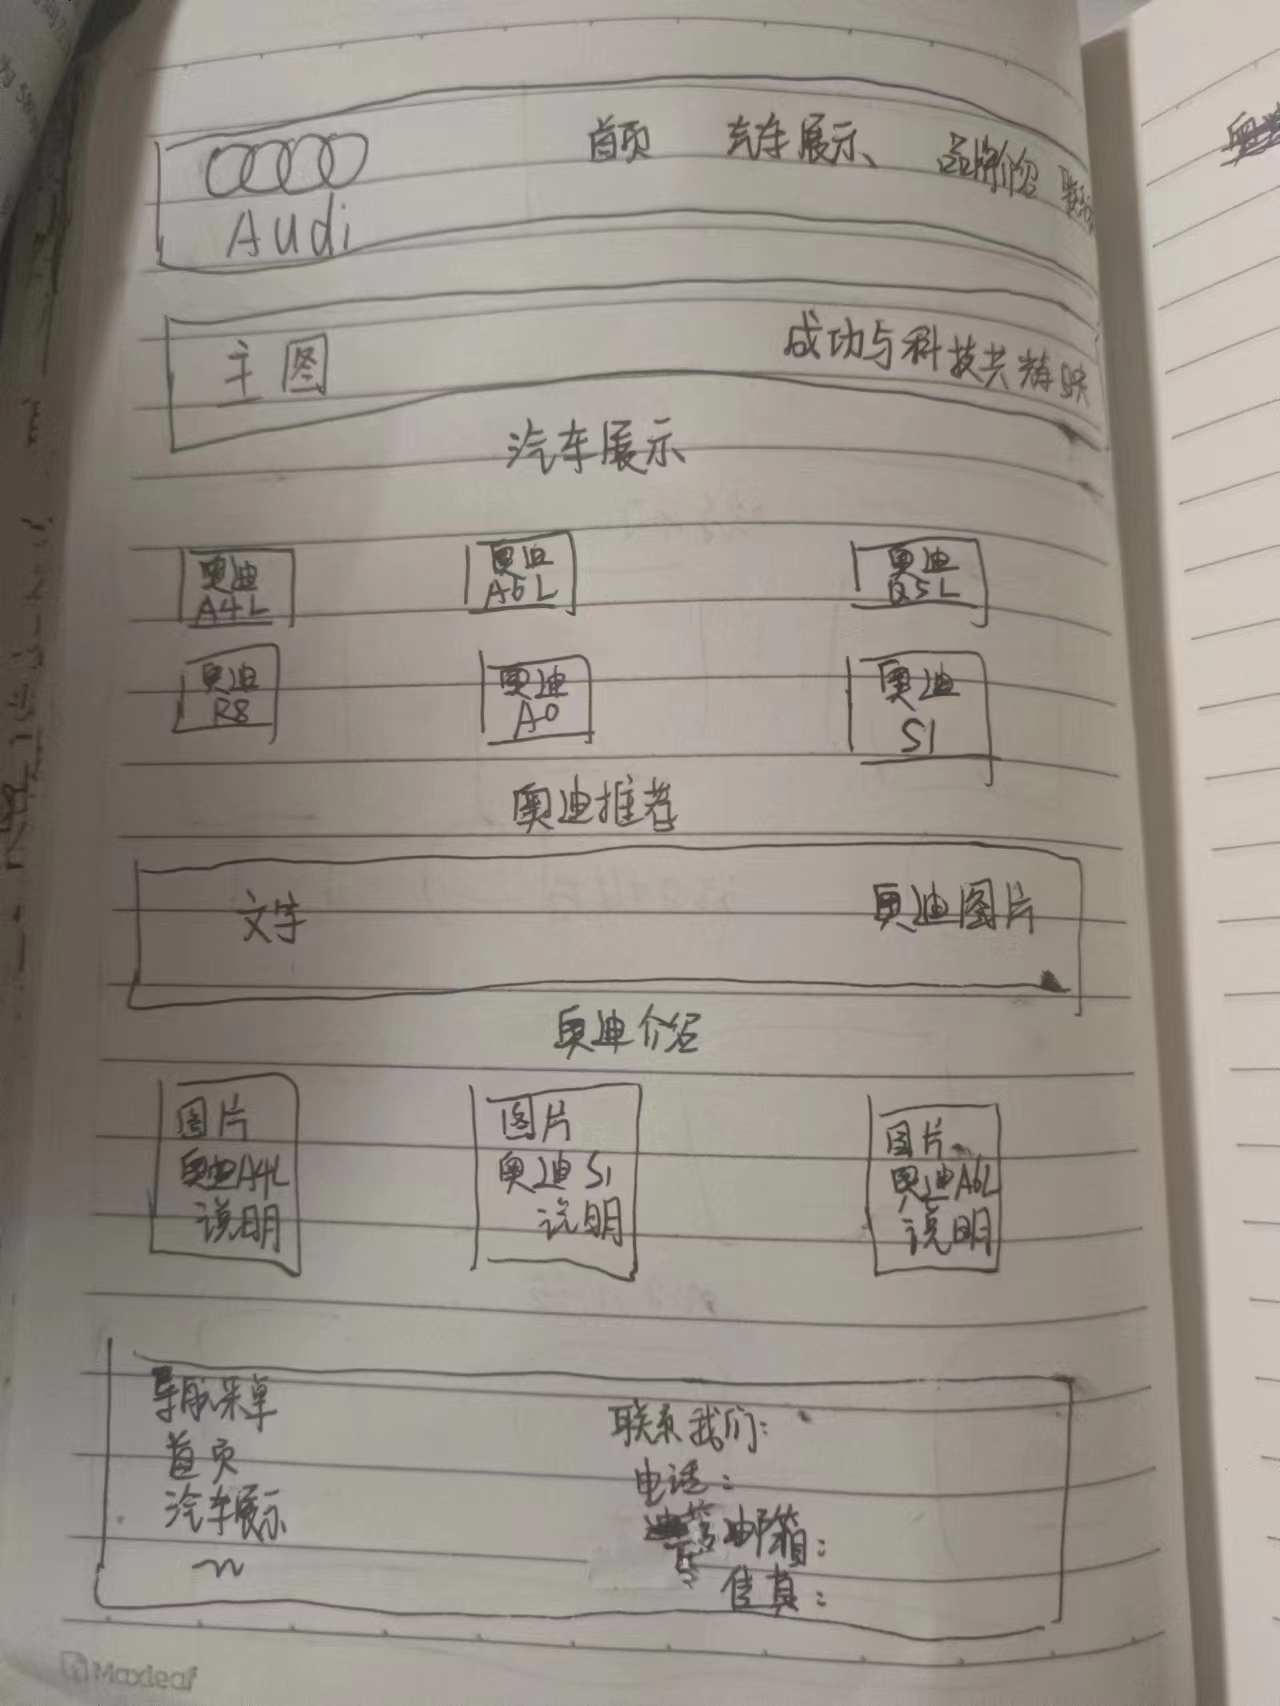 首页 汽车展示 品牌介绍 联系
Audi
主图 成功与科技共辉映
汽车展示
奥迪 A4L
奥迪 A6L
奥迪 Q5L
奥迪 R8
奥迪 A0
奥迪 S1
奥迪推荐
文字 奥迪图片
奥迪介绍
图片
奥迪A4L
说明
图片
奥迪S1
说明
图片
奥迪A6L
说明
导航菜单
首页
汽车展示
联系我们:
电话:
邮箱:
传真:
Maxleaf